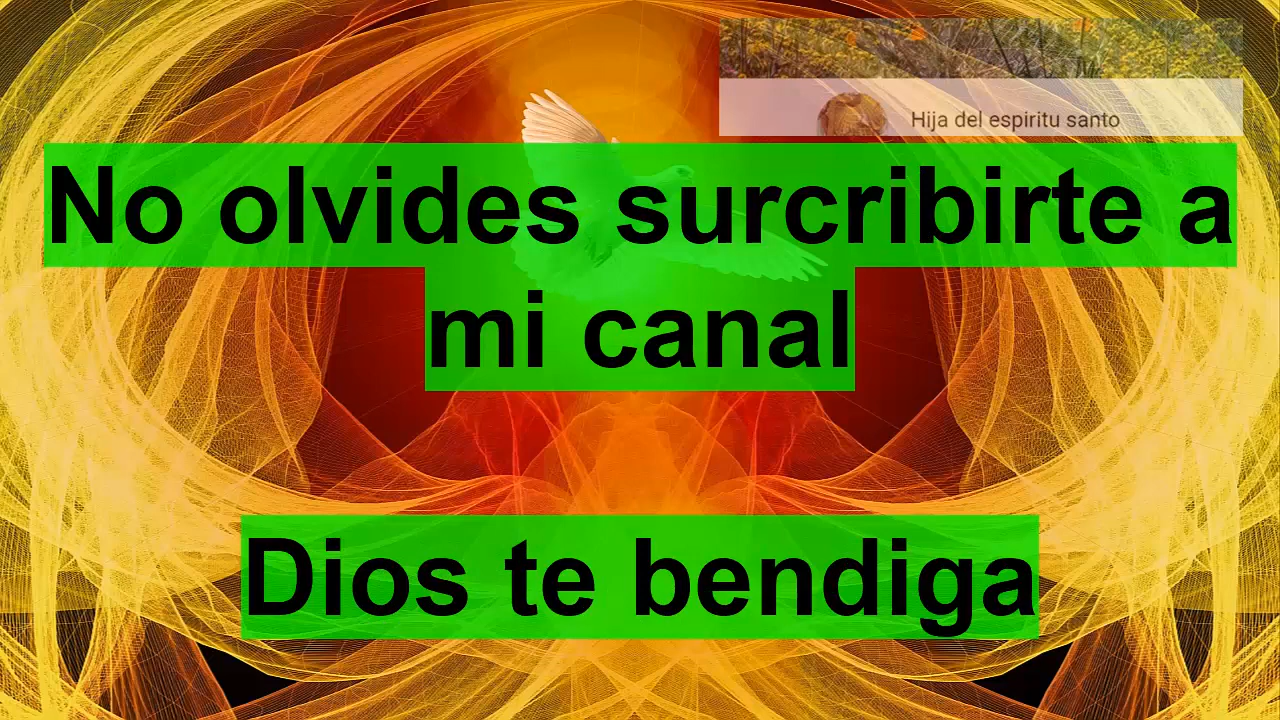 Hija del espiritu santo
No olvides surcribirte a
mi canal
Dios te bendiga